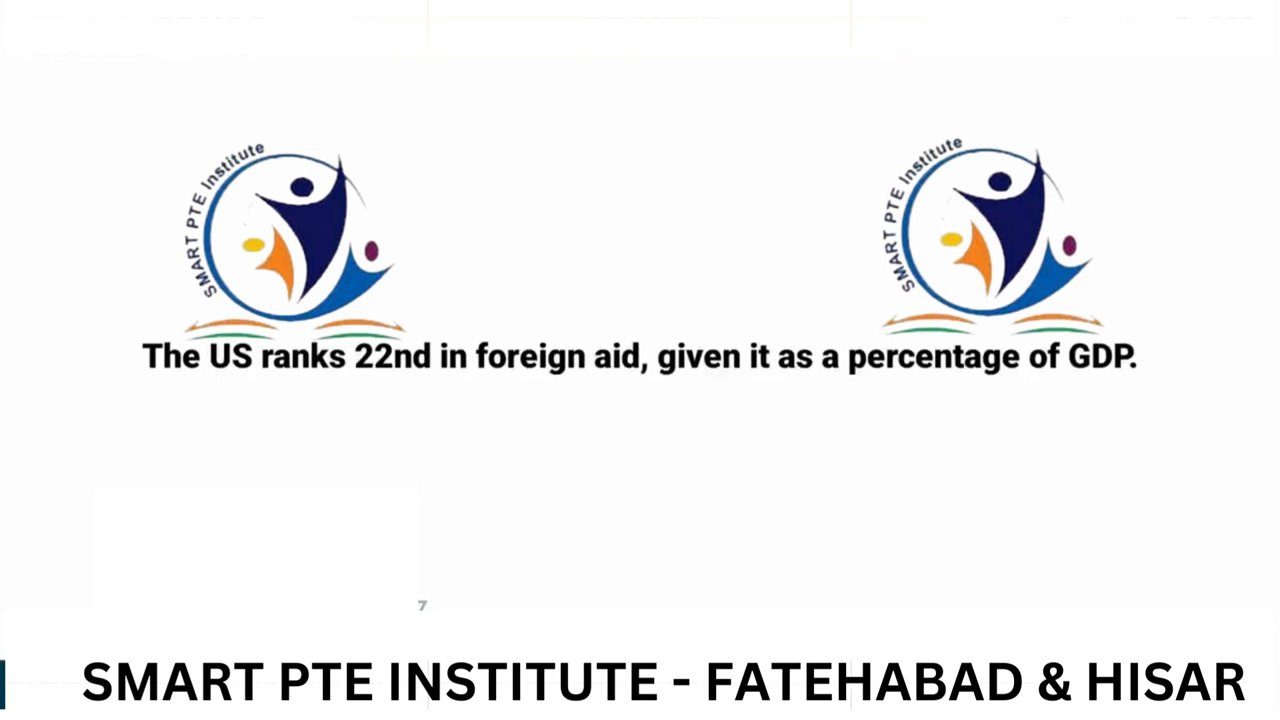 SMART PTE Institute
SMART PTE Institute
The US ranks 22nd in foreign aid, given it as a percentage of GDP.
7
SMART PTE INSTITUTE - FATEHABAD & HISAR